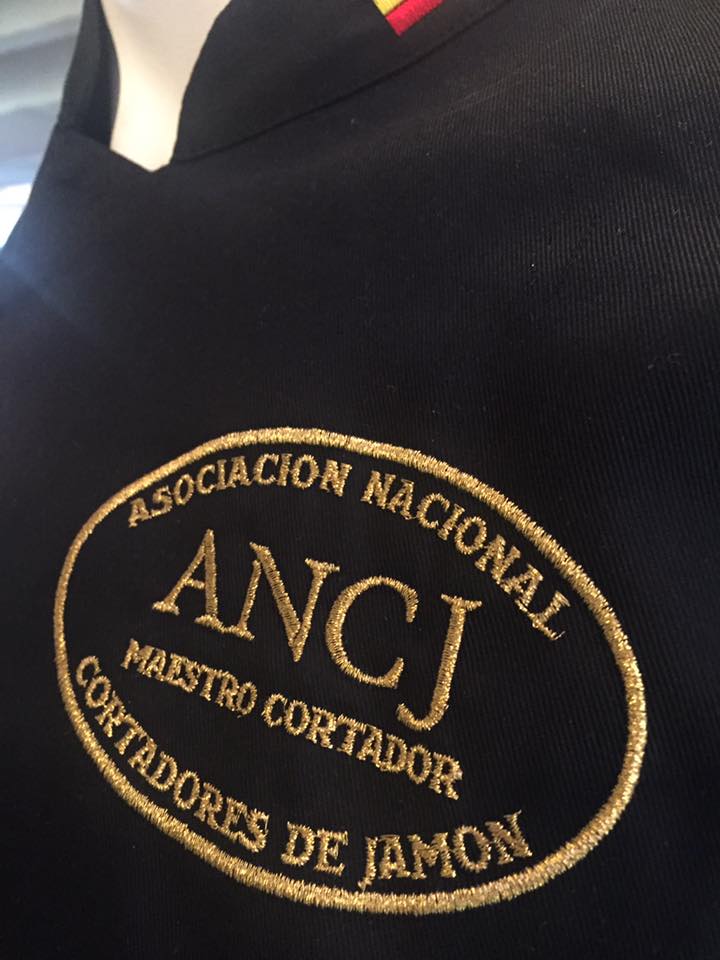 ASOCIACION NACIONAL
ANCJ
MAESTRO CORTADOR
CORTADORES DE JAMON